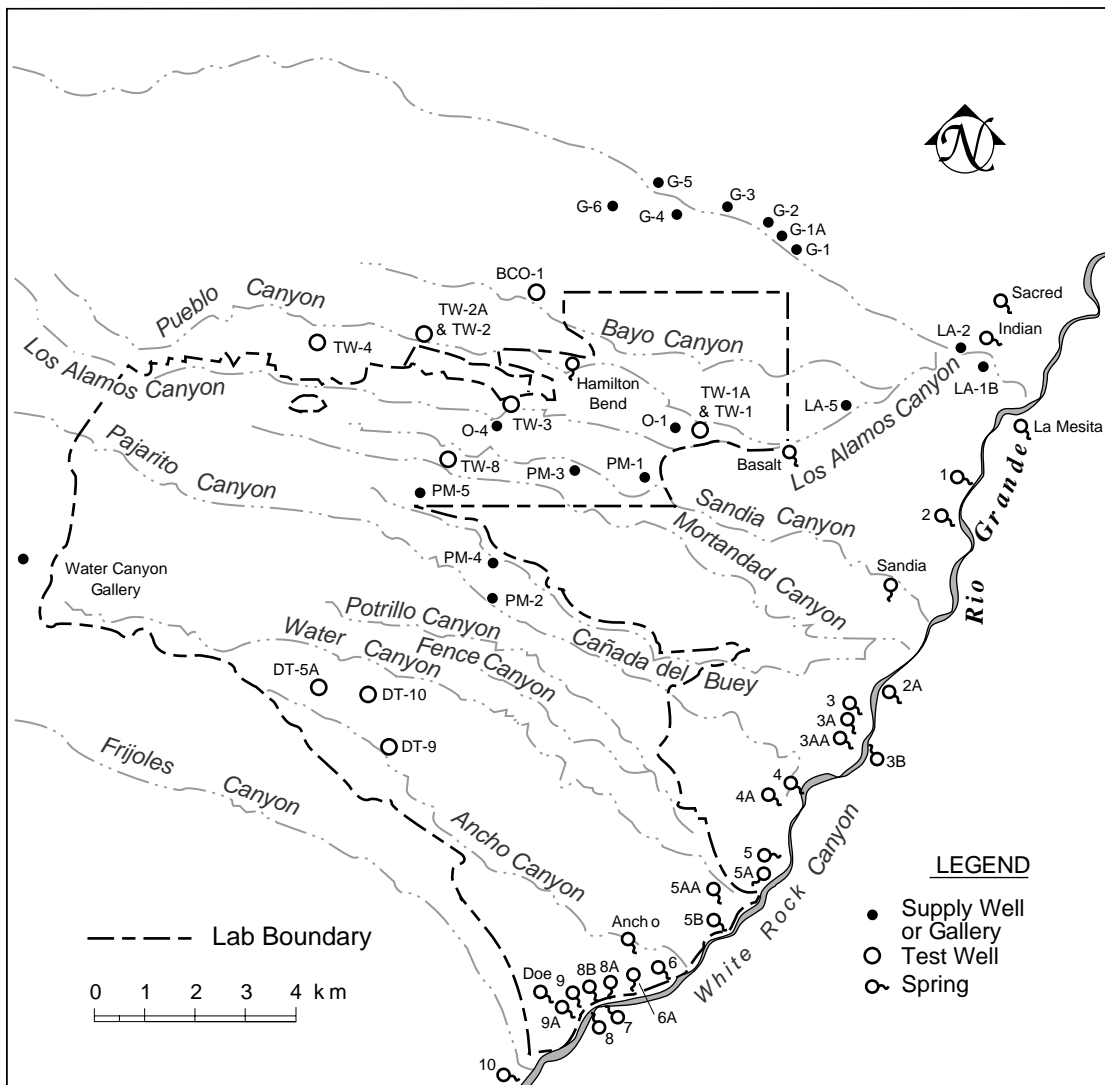 N
G-5
G-6
G-4
G-3
G-2
G-1A
G-1
BCO-1
Sacred
Pueblo Canyon
TW-2A
& TW-2
Indian
LA-2
Bayo Canyon
TW-4
Los Alamos Canyon
Hamilton
Bend
TW-1A
& TW-1
LA-1B
LA-5
TW-3
O-4
O-1
La Mesita
Los Alamos Canyon
Basalt
Pajarito Canyon
TW-8
PM-3
PM-1
PM-5
1
2
Rio Grande
Sandia Canyon
Mortandad Canyon
Water Canyon
Gallery
PM-4
PM-2
Sandia
Potrillo Canyon
Water Canyon
Fence Canyon
Cañada del Buey
DT-5A
DT-10
DT-9
2A
3
3A
3AA
3B
Frijoles Canyon
4
4A
Ancho Canyon
5
5A
5AA
5B
White Rock Canyon
Ancho
6
6A
8A
8B
9
Doe
9A
7
8
10
Lab Boundary
0 1 2 3 4 km
LEGEND
Supply Well
or Gallery
Test Well
Spring